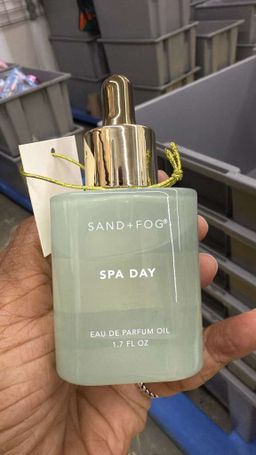 SAND+FOG®
SPA DAY
EAU DE PARFUM OIL
1.7 FL OZ